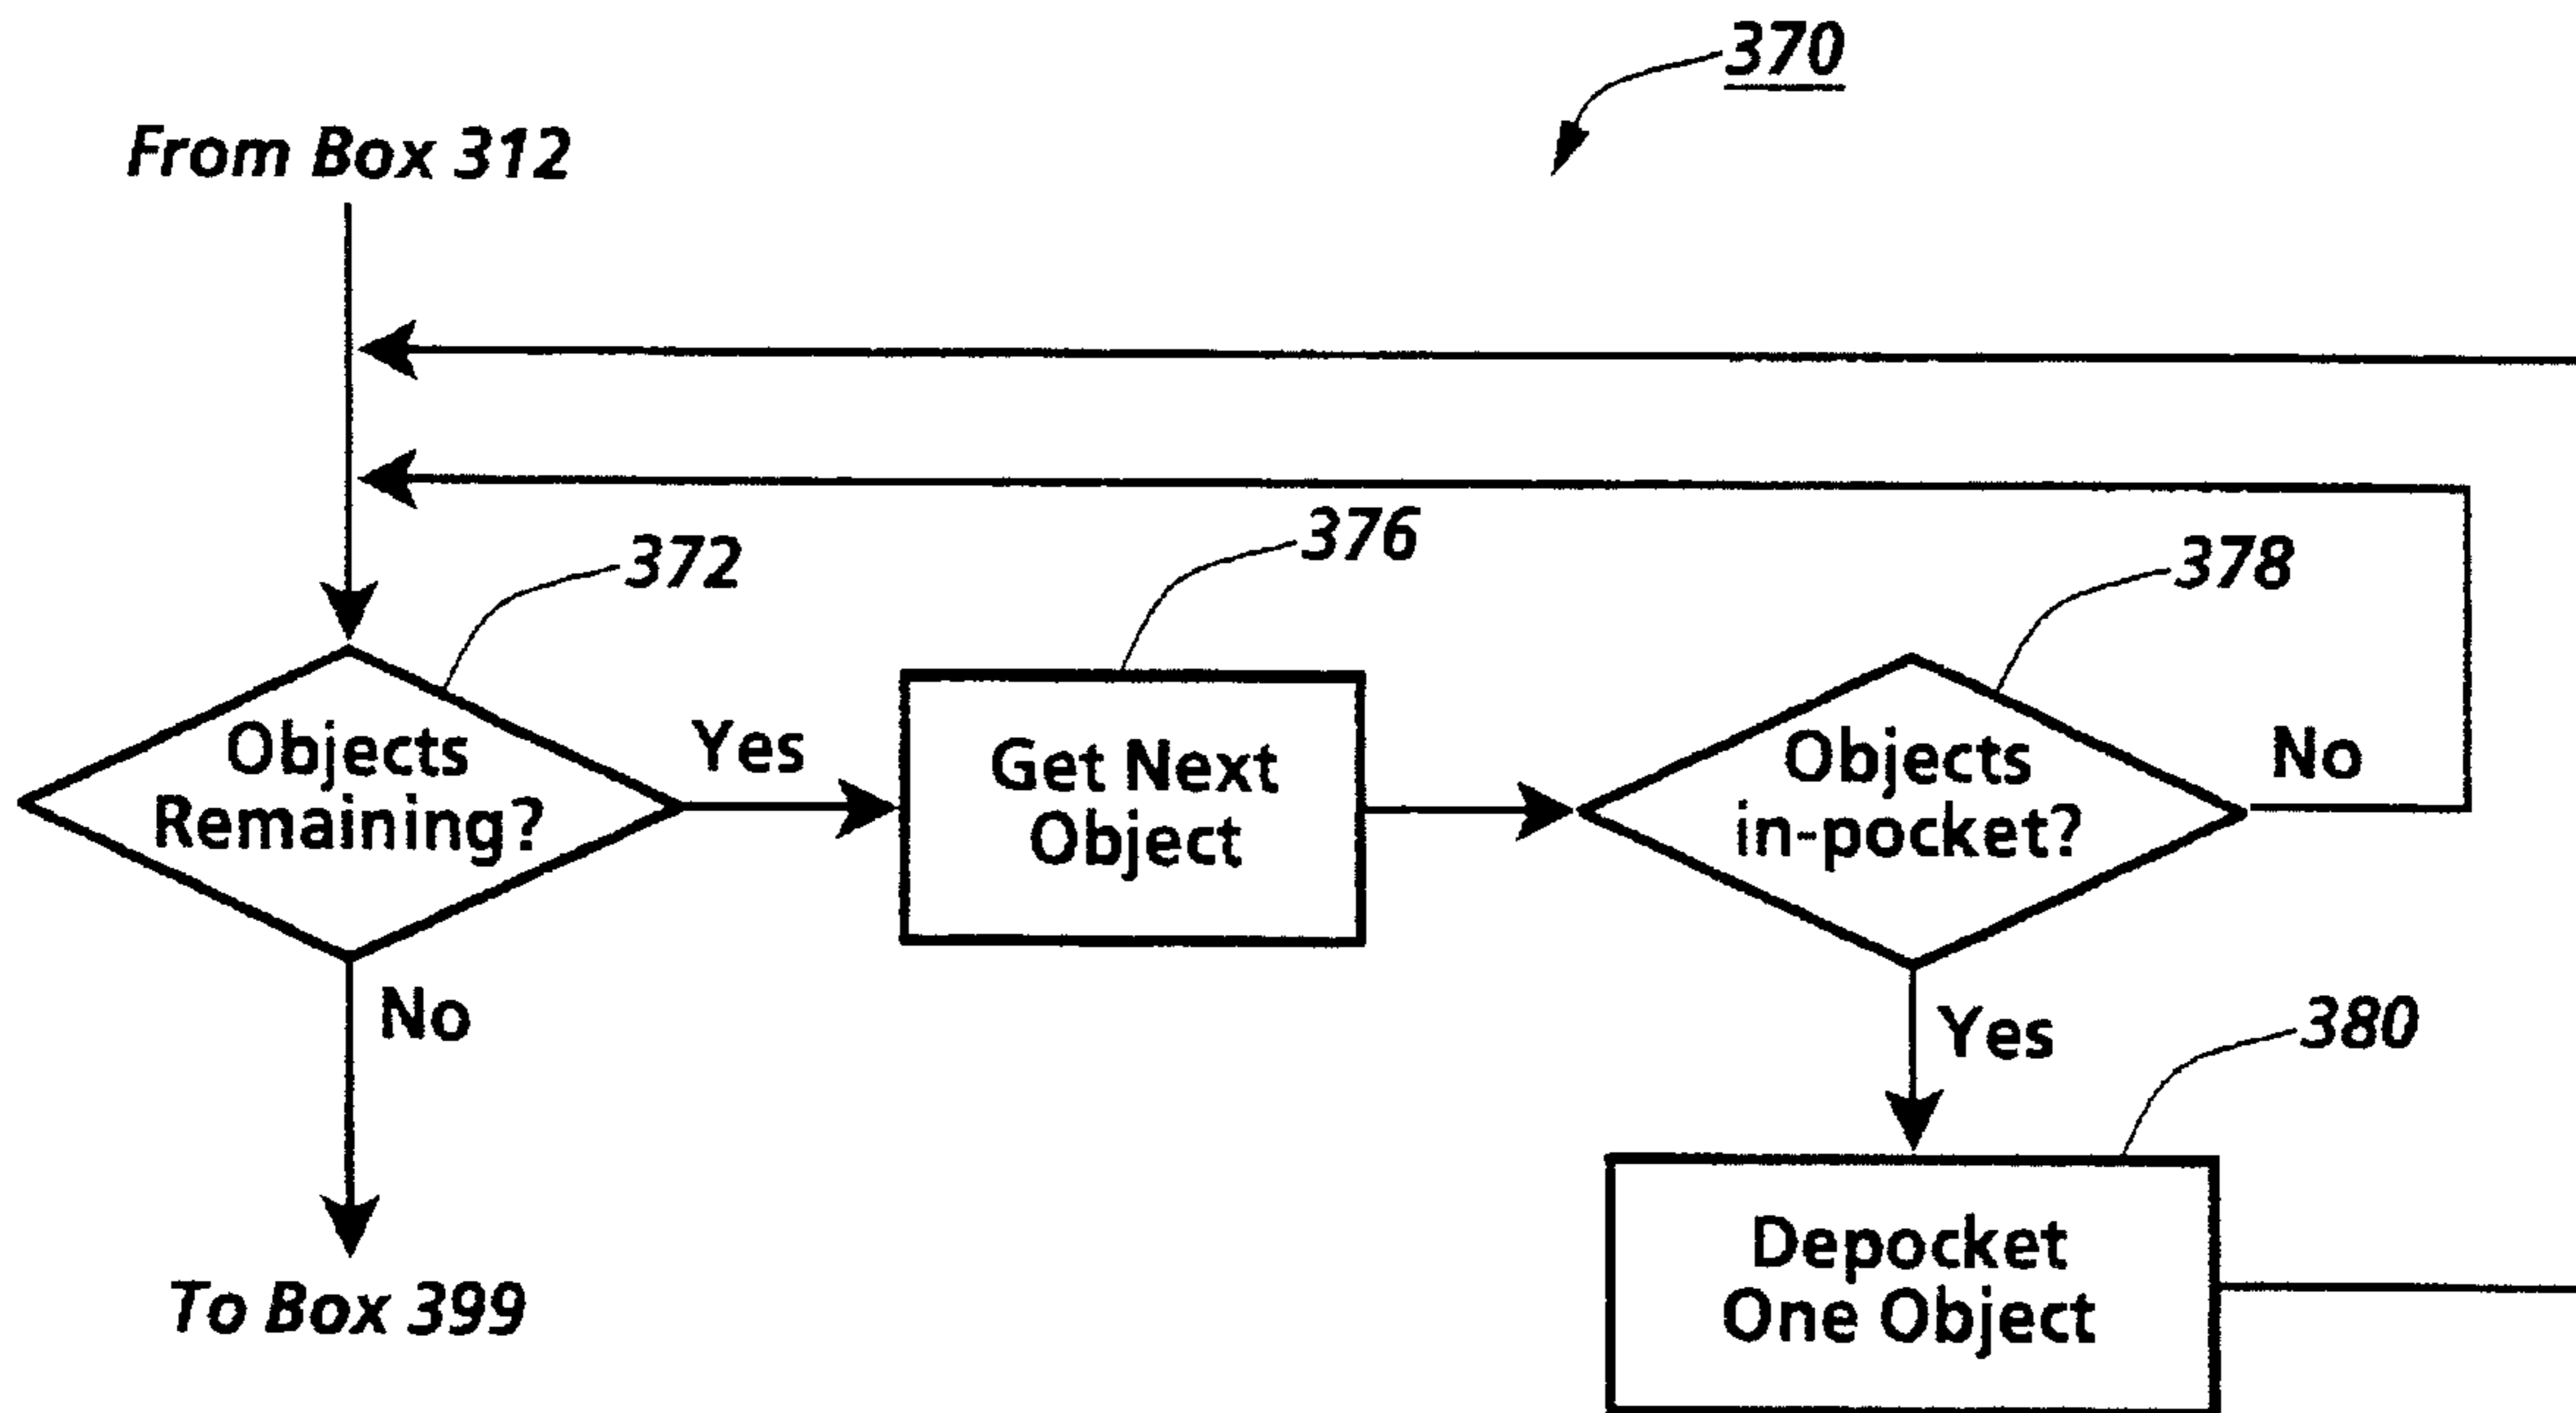 370
From Box 312
372
376
378
Objects
Remaining?
Yes
Get Next
Object
Objects
in-pocket?
No
No
Yes
380
Depocket
One Object
To Box 399